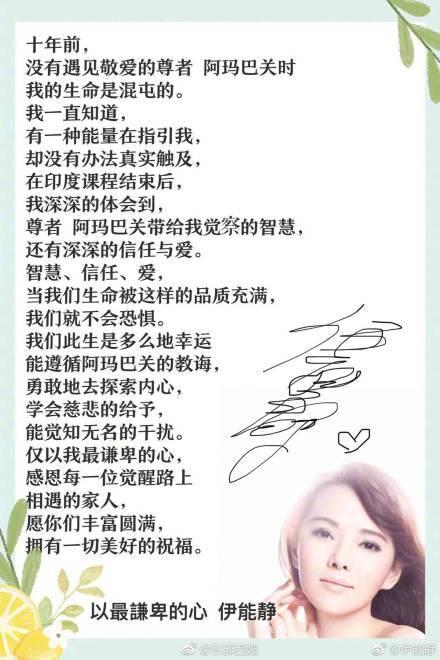 十年前，
没有遇见敬爱的尊者 阿玛巴关时
我的生命是混屯的。
我一直知道，
有一种能量在指引我，
却没有办法真实触及，
在印度课程结束后，
我深深的体会到，
尊者 阿玛巴关带给我觉察的智慧，
还有深深的信任与爱。
智慧、信任、爱，
当我们生命被这样的品质充满，
我们就不会恐惧。
我们此生是多么地幸运
能遵循阿玛巴关的教诲，
勇敢地去探索内心，
学会慈悲的给予，
能觉知无名的干扰。
仅以我最谦卑的心，
感恩每一位觉醒路上
相遇的家人，
愿你们丰富圆满，
拥有一切美好的祝福。
以最謙卑的心 伊能静
@伊能静